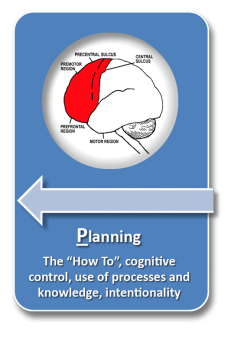 PRECENTRAL SULCUS
CENTRAL
SULCUS
PREMOTOR
REGION
PREFRONTAL
REGION
MOTOR REGION
Planning
The “How To”, cognitive
control, use of processes and
knowledge, intentionality